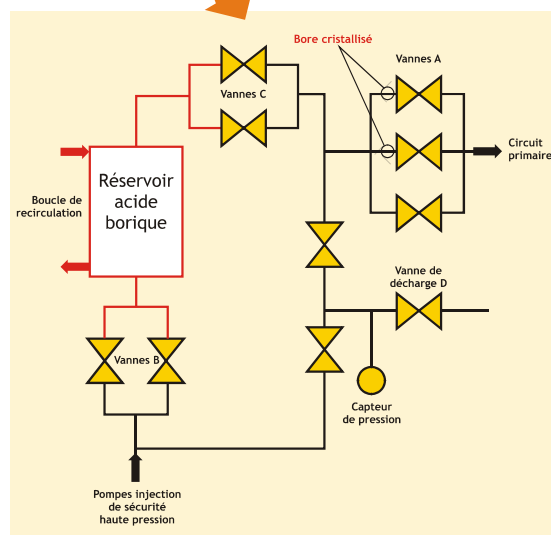 Bore cristallisé
Vannes A
Vannes C
Circuit
primaire
Réservoir
acide
borique
Boucle de
recirculation
Vanne de
décharge D
Vannes B
Capteur
de pression
Pompes injection
de sécurité
haute pression